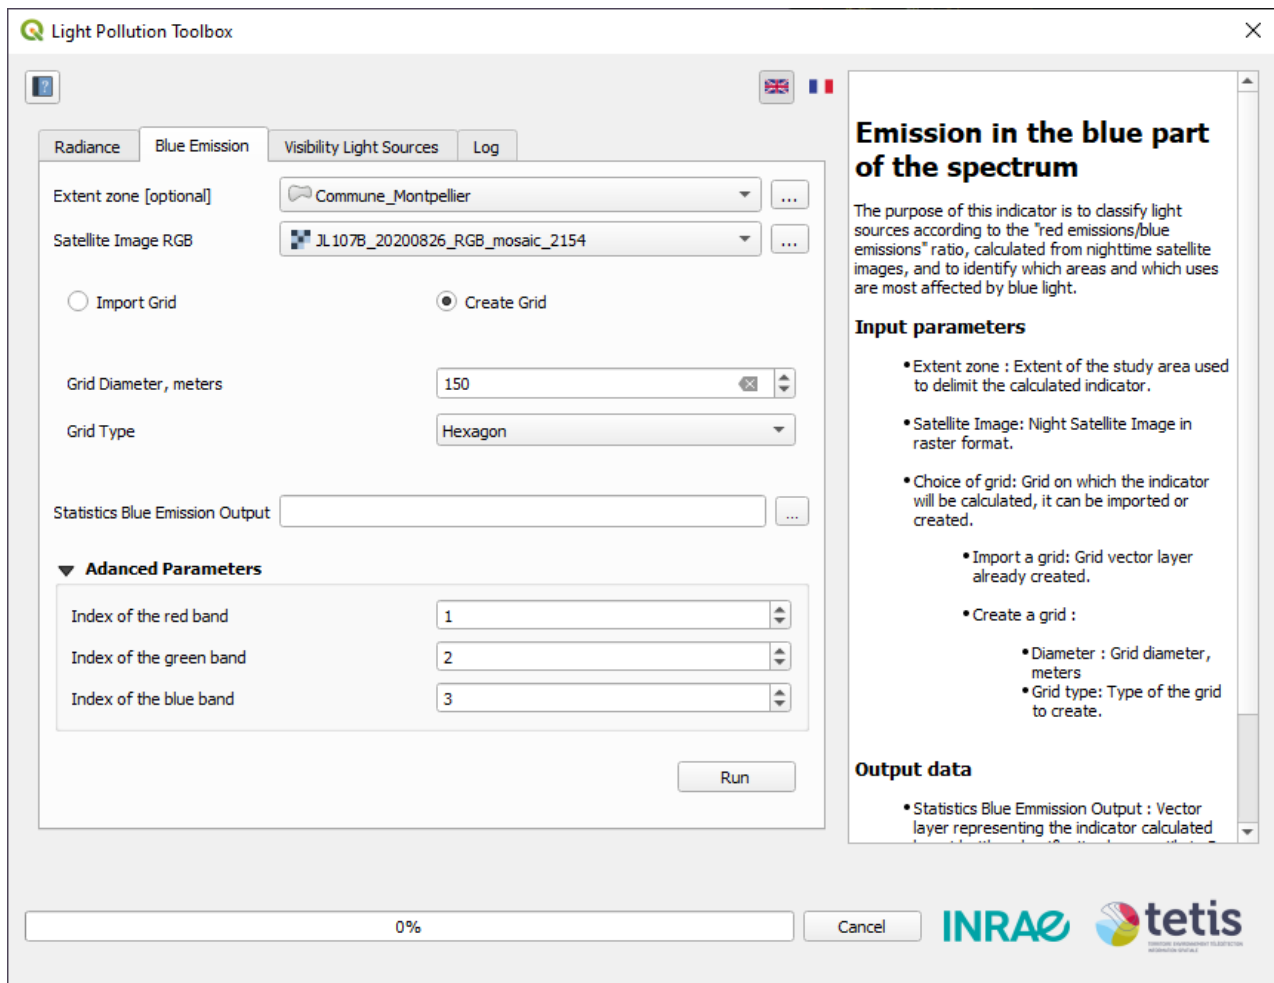 Light Pollution Toolbox
Radiance
Blue Emission
Visibility Light Sources
Log
Extent zone [optional]
Commune_Montpellier
...
Satellite Image RGB
JL107B_20200826_RGB_mosaic_2154
...
Import Grid
Create Grid
Grid Diameter, meters
150
Grid Type
Hexagon
Statistics Blue Emission Output
...
Adanced Parameters
Index of the red band
1
Index of the green band
2
Index of the blue band
3
Run
Emission in the blue part
of the spectrum
The purpose of this indicator is to classify light
sources according to the "red emissions/blue
emissions" ratio, calculated from nighttime satellite
images, and to identify which areas and which uses
are most affected by blue light.
Input parameters
•Extent zone : Extent of the study area used
to delimit the calculated indicator.
•Satellite Image: Night Satellite Image in
raster format.
•Choice of grid: Grid on which the indicator
will be calculated, it can be imported or
created.
•Import a grid: Grid vector layer
already created.
•Create a grid :
•Diameter : Grid diameter,
meters
•Grid type: Type of the grid
to create.
Output data
•Statistics Blue Emmission Output : Vector
layer representing the indicator calculated
0%
Cancel
INRAE
tetis